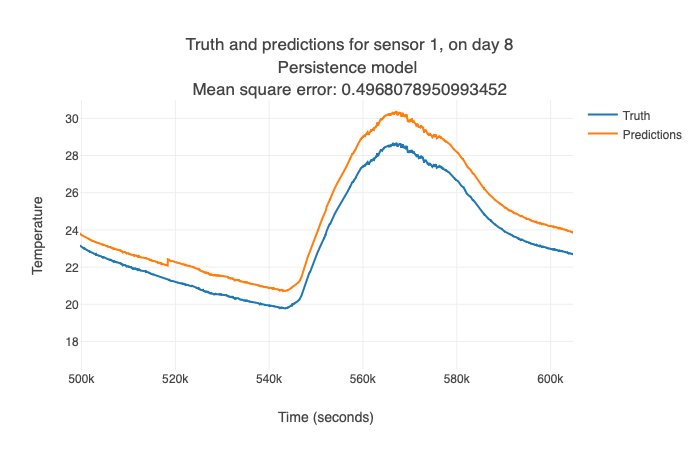 Truth and predictions for sensor 1, on day 8
Persistence model
Mean square error: 0.4968078950993452
Truth
Predictions
Temperature
30
28
26
24
22
20
18
500k 520k 540k 560k 580k 600k
Time (seconds)